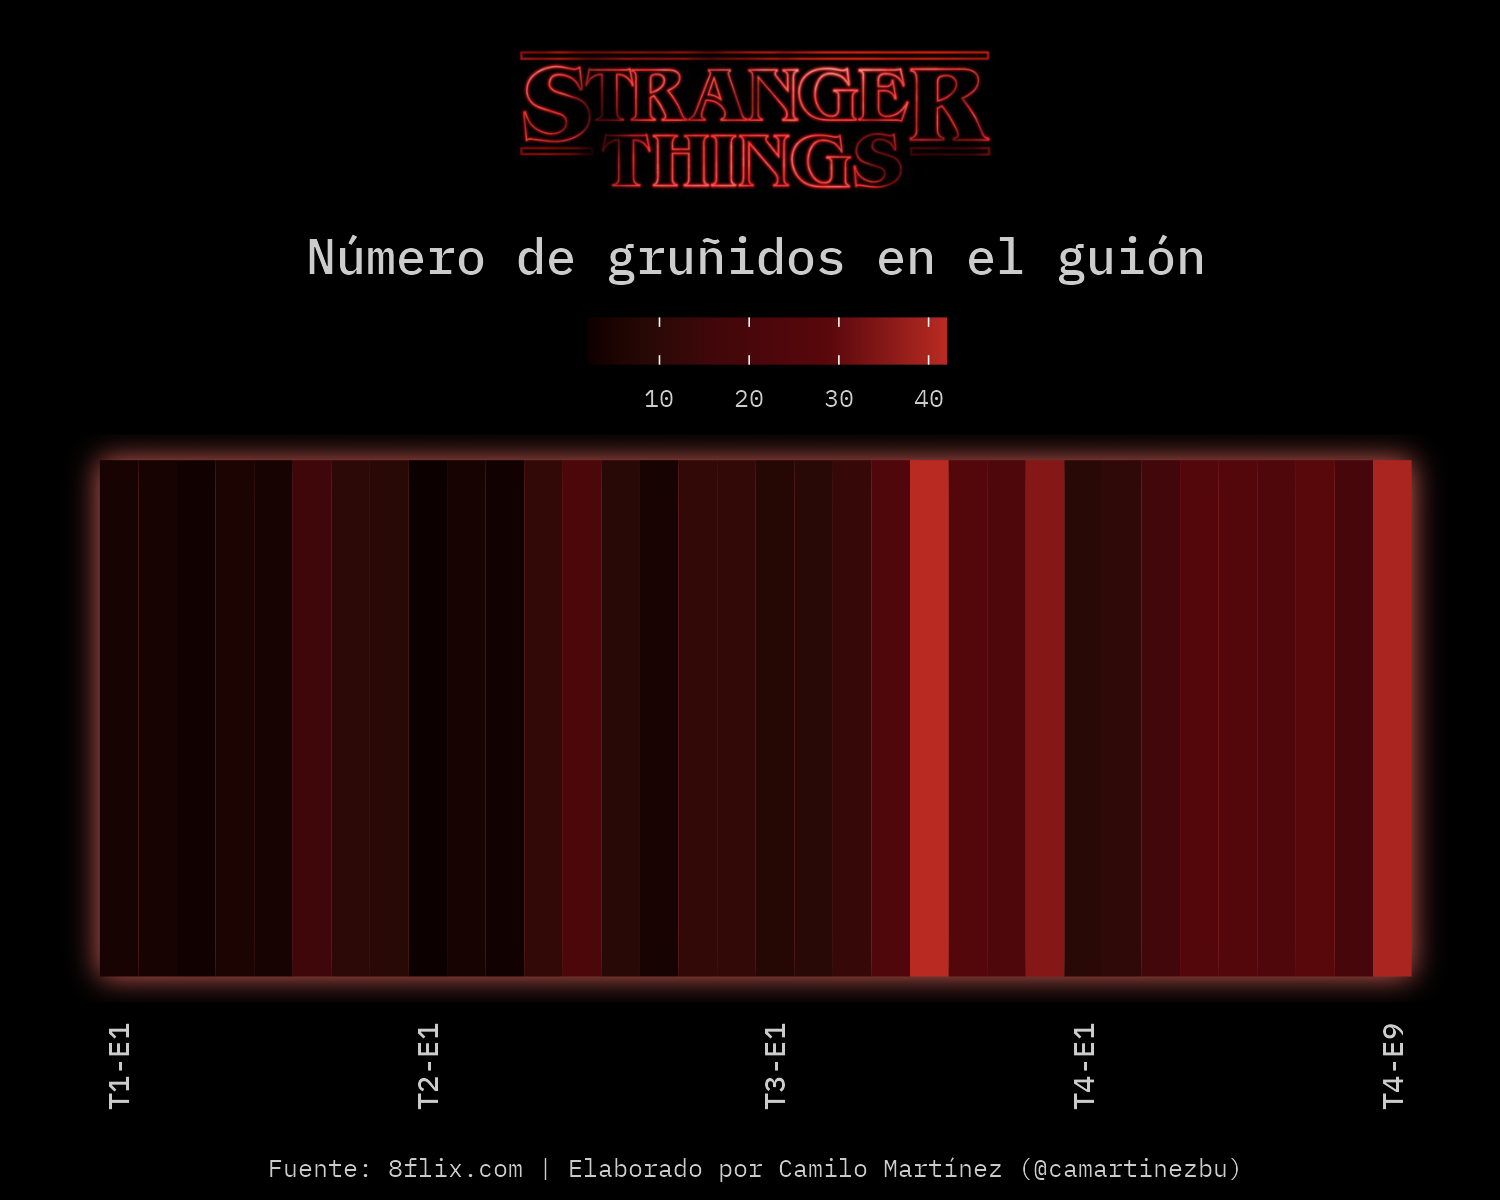 STRANGER
THINGS
Número de gruñidos en el guión
10 20 30 40
T1-E1 T2-E1 T3-E1 T4-E1 T4-E9
Fuente: 8flix.com | Elaborado por Camilo Martínez (@camartinezbu)